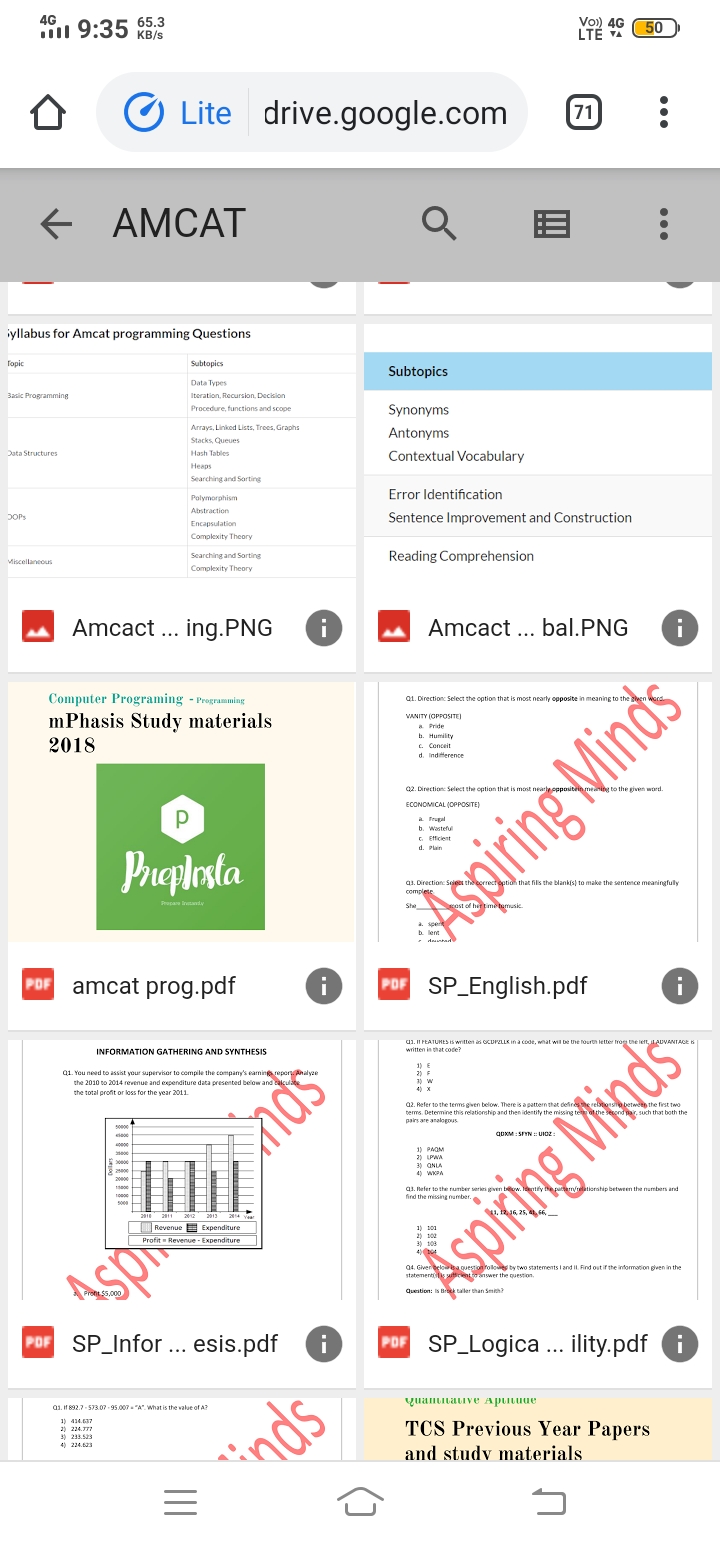 4G 9:35 65.3 KB/s Vo)) LTE 4G 50
Lite drive.google.com 71
AMCAT
Syllabus for Amcat programming Questions
Topic Subtopics
Basic Programming
Data Types
Iteration, Recursion, Decision
Procedure, functions and scope
Data Structures
Arrays, Linked Lists, Trees, Graphs
Stacks, Queues
Hash Tables
Heaps
Searching and Sorting
OOPs
Polymorphism
Abstraction
Encapsulation
Complexity Theory
Miscellaneous
Searching and Sorting
Complexity Theory
Amcact ... ing.PNG
Subtopics
Synonyms
Antonyms
Contextual Vocabulary
Error Identification
Sentence Improvement and Construction
Reading Comprehension
Amcact ... bal.PNG
Computer Programing - Programming
mPhasis Study materials
2018
p
PrepInsta
Prepare Instantly
amcat prog.pdf
Q1. Direction: Select the option that is most nearly opposite in meaning to the given word.
VANITY (OPPOSITE)
a. Pride
b. Humility
c. Conceit
d. Indifference
Q2. Direction: Select the option that is most nearly opposite in meaning to the given word.
ECONOMICAL (OPPOSITE)
a. Frugal
b. Wasteful
c. Efficient
d. Plain
Q3. Direction: Select the correct option that fills the blank(s) to make the sentence meaningfully
complete.
She________most of her time to music.
a. spent
b. lent
c. devoted
Aspiring Minds
SP_English.pdf
INFORMATION GATHERING AND SYNTHESIS
Q1. You need to assist your supervisor to compile the company's earnings report. Analyze
the 2010 to 2014 revenue and expenditure data presented below and calculate
the total profit or loss for the year 2011.
Dollars
50000
45000
40000
35000
30000
25000
20000
15000
10000
5000
2010 2011 2012 2013 2014 Year
Revenue Expenditure
Profit = Revenue - Expenditure
a. Profit $5,000
SP_Infor ... esis.pdf
Q1. If FEATURES is written as GCDPZLLK in a code, what will be the fourth letter from the left, if ADVANTAGE is
written in that code?
1) E
2) F
3) W
4) X
Q2. Refer to the terms given below. There is a pattern that defines the relationship between the first two
terms. Determine this relationship and then identify the missing term of the second pair, such that both the
pairs are analogous.
QDXM : SFYN :: UIOZ :
1) PAQM
2) LPWA
3) QNLA
4) WKPA
Q3. Refer to the number series given below. Identify the pattern/relationship between the numbers and
find the missing number.
11, 12, 16, 25, 41, 66, ___
1) 101
2) 102
3) 103
4) 104
Q4. Given below is a question followed by two statements I and II. Find out if the information given in the
statement(s) is sufficient to answer the question.
Question: Is Brock taller than Smith?
Aspiring Minds
SP_Logica ... ility.pdf
Q1. If 892.7 - 573.07 - 95.007 = "A". What is the value of A?
1) 414.637
2) 224.777
3) 233.523
4) 224.623
Quantitative Aptitude
TCS Previous Year Papers
and study materials